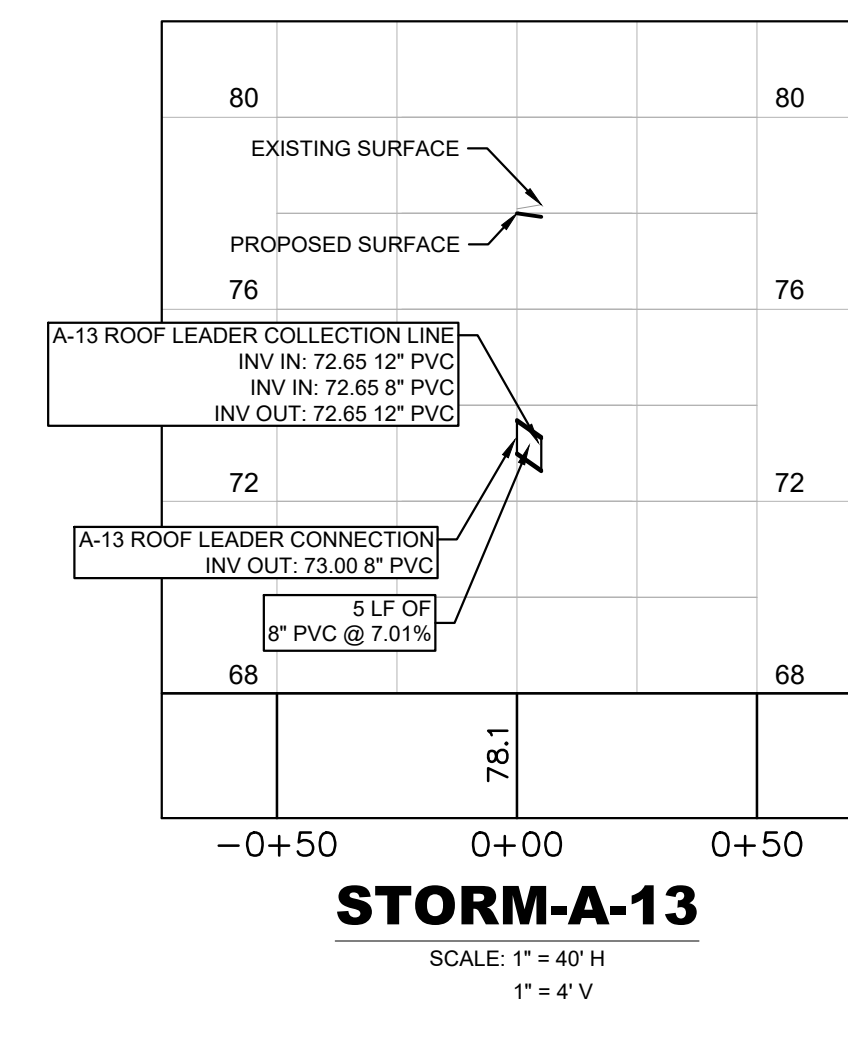 80
80
EXISTING SURFACE
PROPOSED SURFACE
76
76
A-13 ROOF LEADER COLLECTION LINE
INV IN: 72.65 12" PVC
INV IN: 72.65 8" PVC
INV OUT: 72.65 12" PVC
72
72
A-13 ROOF LEADER CONNECTION
INV OUT: 73.00 8" PVC
5 LF OF
8" PVC @ 7.01%
68
68
78.1
-0+50
0+00
0+50
STORM-A-13
SCALE: 1" = 40' H
1" = 4' V